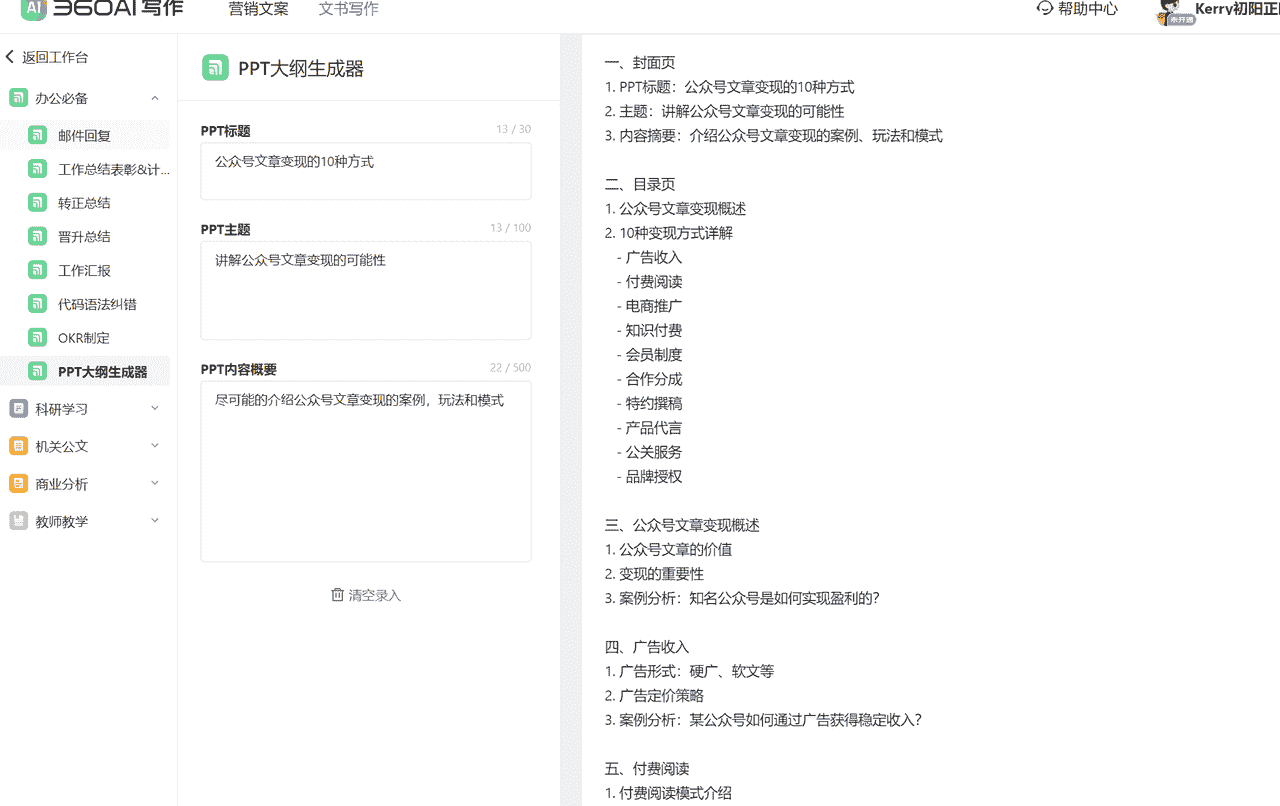 360AI 写作
营销文案
文书写作
帮助中心
未开通
Kerry初阳正
返回工作台
办公必备
邮件回复
工作总结表彰&计...
转正总结
晋升总结
工作汇报
代码语法纠错
OKR制定
PPT大纲生成器
科研学习
机关公文
商业分析
教师教学
PPT大纲生成器
PPT标题
13 / 30
公众号文章变现的10种方式
PPT主题
13 / 100
讲解公众号文章变现的可能性
PPT内容概要
22 / 500
尽可能的介绍公众号文章变现的案例，玩法和模式
清空录入
一、封面页
1. PPT标题：公众号文章变现的10种方式
2. 主题：讲解公众号文章变现的可能性
3. 内容摘要：介绍公众号文章变现的案例、玩法和模式
二、目录页
1. 公众号文章变现概述
2. 10种变现方式详解
- 广告收入
- 付费阅读
- 电商推广
- 知识付费
- 会员制度
- 合作分成
- 特约撰稿
- 产品代言
- 公关服务
- 品牌授权
三、公众号文章变现概述
1. 公众号文章的价值
2. 变现的重要性
3. 案例分析：知名公众号是如何实现盈利的？
四、广告收入
1. 广告形式：硬广、软文等
2. 广告定价策略
3. 案例分析：某公众号如何通过广告获得稳定收入？
五、付费阅读
1. 付费阅读模式介绍